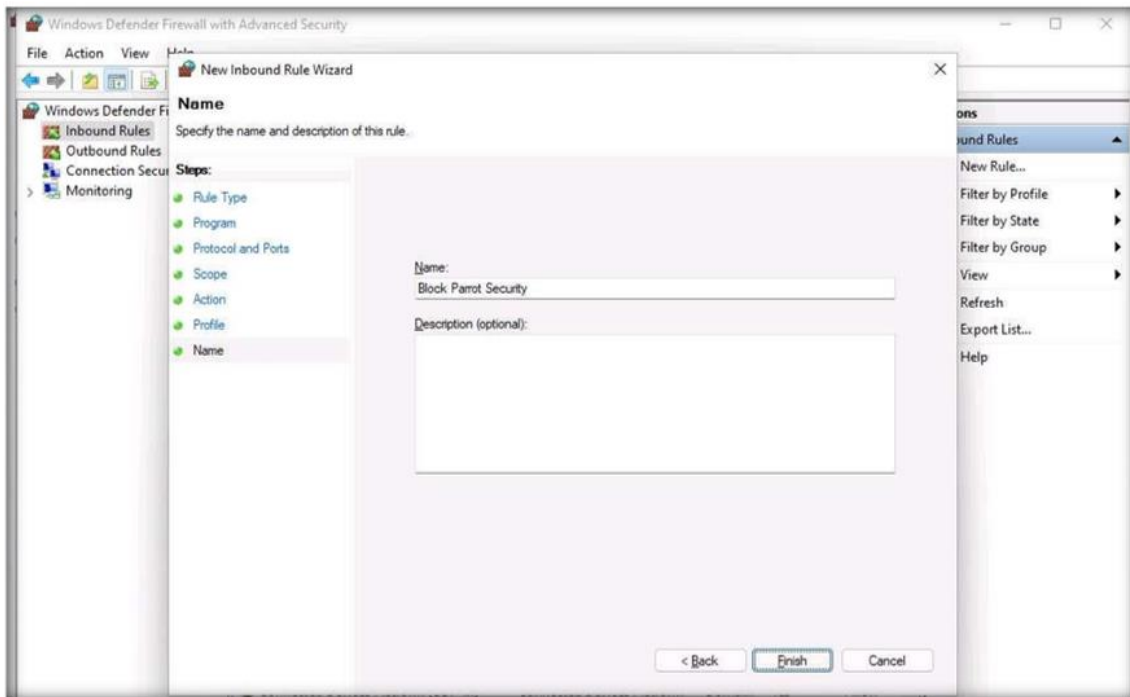 Windows Defender Firewall with Advanced Security
File Action View
New Inbound Rule Wizard
Windows Defender
Inbound Rules
Outbound Rules
Connection
Monitoring
Name
Specify the name and description of this rule.
Steps:
Rule Type
Program
Protocol and Ports
Scope
Action
Profile
Name
Name:
Block Parrot Security
Description (optional):
< Back Finish Cancel
ons
und Rules
New Rule...
Filter by Profile
Filter by State
Filter by Group
View
Refresh
Export List...
Help